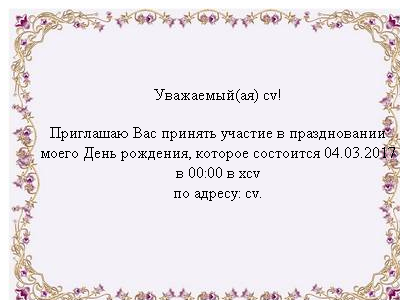 Уважаемый(ая) cv!
Приглашаю Вас принять участие в праздновании
моего День рождения, которое состоится 04.03.2017
в 00:00 в xcv
по адресу: cv.